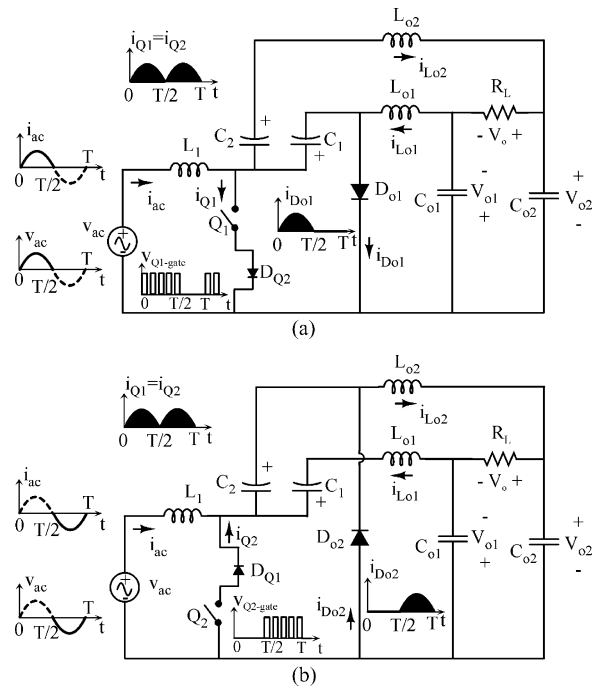 i_Q1=i_Q2
0 T/2 T t
L_o2
i_Lo2
L_o1
i_Lo1
R_L
- V_o +
C_2 +
C_1 +
i_ac
T
0 T/2 t
L_1
i_ac
i_Q1
Q_1
i_Do1
0 T/2 T t
D_o1
i_Do1
C_o1
- V_o1 +
C_o2
+ V_o2 -
v_ac
T
0 T/2 t
v_ac
V_Q1-gate
0 T/2 T t
D_Q2
(a)
i_Q1=i_Q2
0 T/2 T t
L_o2
i_Lo2
L_o1
i_Lo1
R_L
- V_o +
C_2 +
C_1 +
i_ac
T
0 T/2 t
L_1
i_ac
i_Q2
D_Q1
D_o2
C_o1
- V_o1 +
C_o2
+ V_o2 -
v_ac
T
0 T/2 t
v_ac
Q_2
V_Q2-gate
0 T/2 T t
i_Do2
i_Do2
0 T/2 T t
(b)